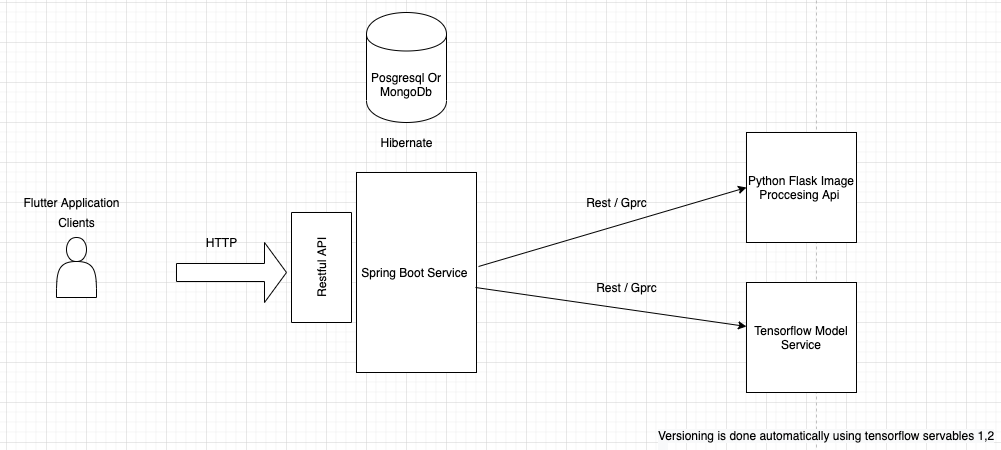 Posgresql Or
MongoDb
Hibernate
Flutter Application
Clients
HTTP
Restful API
Spring Boot Service
Rest / Gprc
Rest / Gprc
Python Flask Image
Proccesing Api
Tensorflow Model
Service
Versioning is done automatically using tensorflow servables 1,2